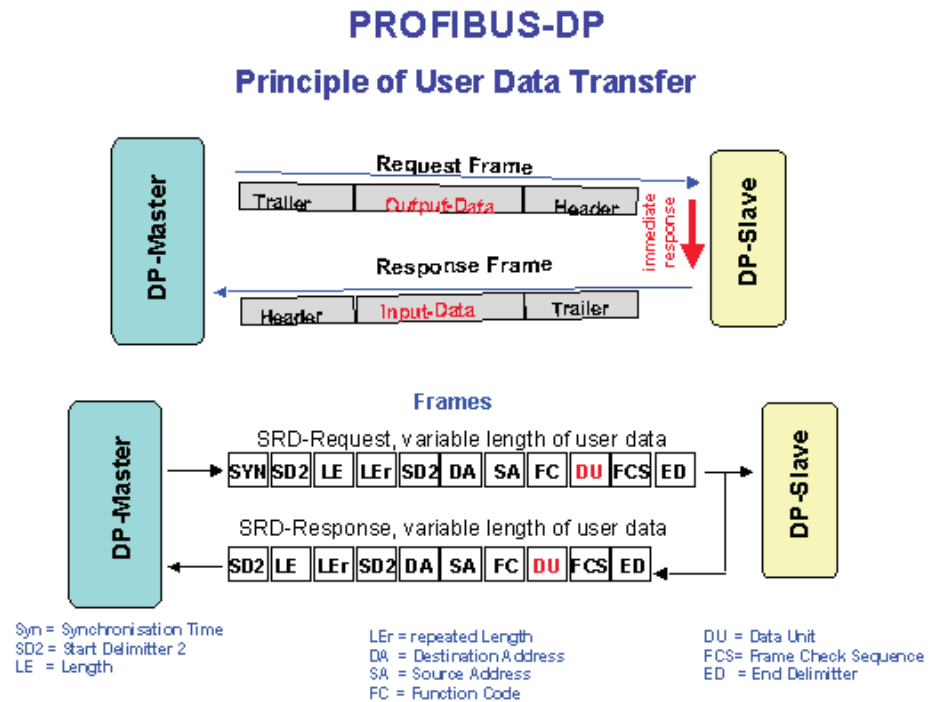 PROFIBUS-DP
Principle of User Data Transfer
DP-Master
Request Frame
Trailer Output-Data Header
immediate
response
DP-Slave
Response Frame
Header Input-Data Trailer
Frames
DP-Master
SRD-Request, variable length of user data
SYN SD2 LE LEr SD2 DA SA FC DU FCS ED
DP-Slave
SRD-Response, variable length of user data
SD2 LE LEr SD2 DA SA FC DU FCS ED
Syn = Synchronisation Time
SD2 = Start Delimitter 2
LE = Length
LEr = repeated Length
DA = Destination Address
SA = Source Address
FC = Function Code
DU = Data Unit
FCS= Frame Check Sequence
ED = End Delimitter